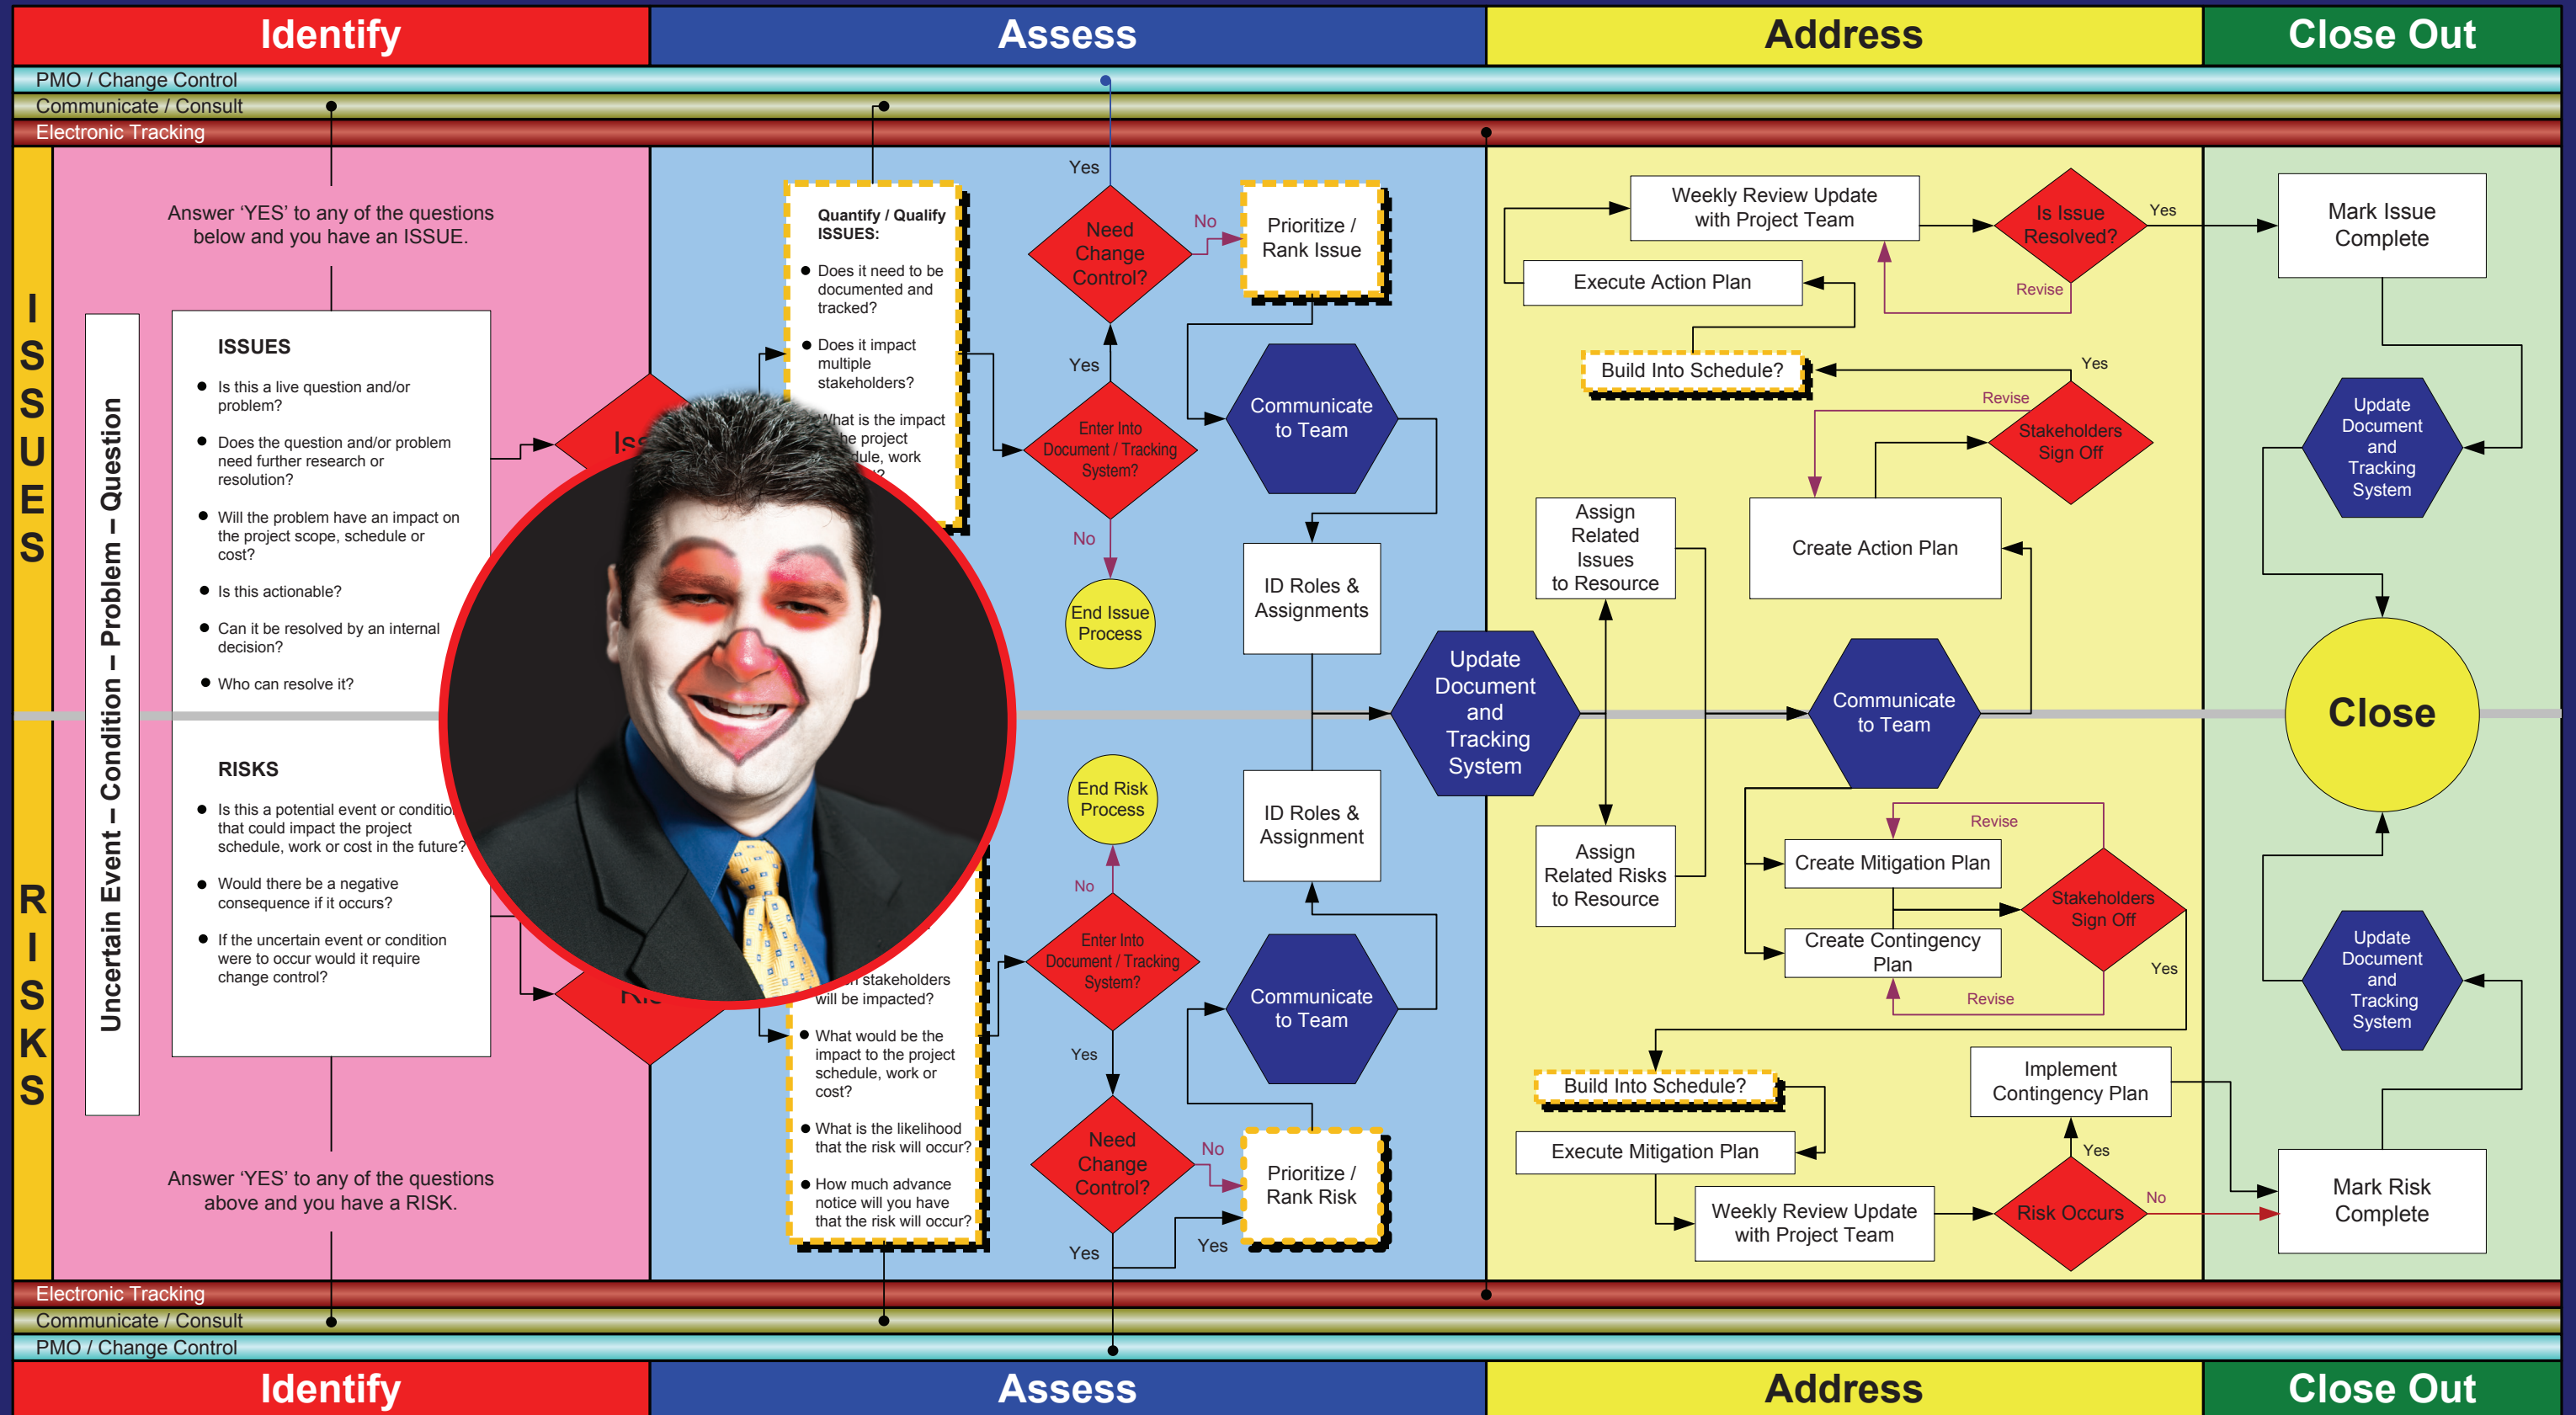 Identify
Assess
Address
Close Out
PMO / Change Control
Communicate / Consult
Electronic Tracking
ISSUES
RISKS
Uncertain Event – Condition – Problem – Question
Answer ‘YES’ to any of the questions
below and you have an ISSUE.
ISSUES
● Is this a live question and/or
problem?
● Does the question and/or problem
need further research or
resolution?
● Will the problem have an impact on
the project scope, schedule or
cost?
● Is this actionable?
● Can it be resolved by an internal
decision?
● Who can resolve it?
RISKS
● Is this a potential event or
that could impact the project
schedule, work or cost in the future?
● Would there be a negative
consequence if it occurs?
● If the uncertain event or condition
were to occur would it require
change control?
Answer ‘YES’ to any of the questions
above and you have a RISK.
Quantify / Qualify
ISSUES:
● Does it need to be
documented and
tracked?
● Does it impact
multiple
stakeholders?
What is the impact
project
work
stakeholders
will be impacted?
● What would be the
impact to the project
schedule, work or
cost?
● What is the likelihood
that the risk will occur?
● How much advance
notice will you have
that the risk will occur?
Yes
Need
Change
Control?
No
Prioritize /
Rank Issue
Yes
Enter Into
Document / Tracking
System?
No
End Issue
Process
Communicate
to Team
ID Roles &
Assignments
End Risk
Process
No
Enter Into
Document / Tracking
System?
Yes
Need
Change
Control?
No
Yes
Yes
Prioritize /
Rank Risk
Communicate
to Team
ID Roles &
Assignment
Update
Document
and
Tracking
System
Weekly Review Update
with Project Team
Is Issue
Resolved?
Yes
Revise
Execute Action Plan
Build Into Schedule?
Yes
Revise
Stakeholders
Sign Off
Assign
Related
Issues
to Resource
Create Action Plan
Communicate
to Team
Assign
Related Risks
to Resource
Revise
Create Mitigation Plan
Stakeholders
Sign Off
Create Contingency
Plan
Yes
Revise
Build Into Schedule?
Implement
Contingency Plan
Execute Mitigation Plan
Yes
Weekly Review Update
with Project Team
Risk Occurs
No
Mark Issue
Complete
Update
Document
and
Tracking
System
Close
Update
Document
and
Tracking
System
Mark Risk
Complete
Electronic Tracking
Communicate / Consult
PMO / Change Control
Identify
Assess
Address
Close Out